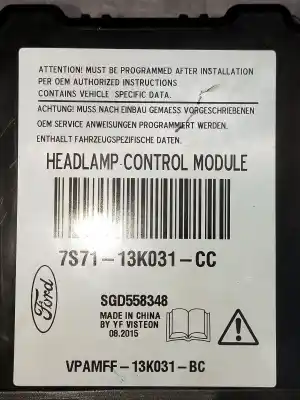 ATTENTION! MUST BE PROGRAMMED AFTER INSTALLATION
PER OEM AUTHORIZED INSTRUCTIONS
CONTAINS VEHICLE SPECIFIC DATA.
ACHTUNG! MUSS NACH EINBAU GEMAESS VORGESCHRIEBENEN
OEM SERVICE ANWEISUNGEN PROGRAMMIERT WERDEN.
ENTHAELT FAHRZEUGSPEZIFISCHE DATEN.
HEADLAMP CONTROL MODULE
7S71-13K031-CC
Ford
SGD558348
MADE IN CHINA
BY YF VISTEON
08.2015
VPAMFF-13K031-BC